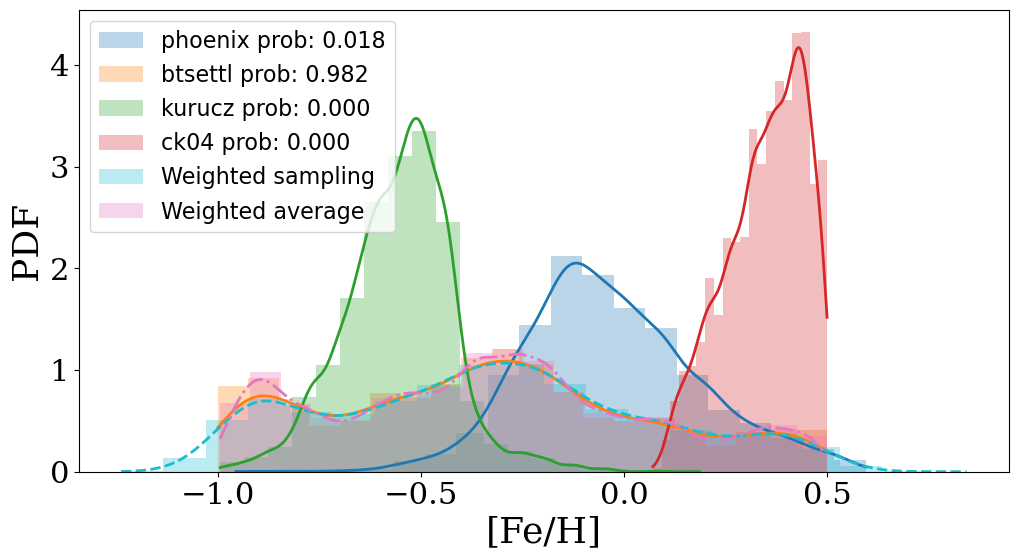 phoenix prob: 0.018
btsettl prob: 0.982
kurucz prob: 0.000
ck04 prob: 0.000
Weighted sampling
Weighted average
PDF
4
3
2
1
0
−1.0 −0.5 0.0 0.5
[Fe/H]